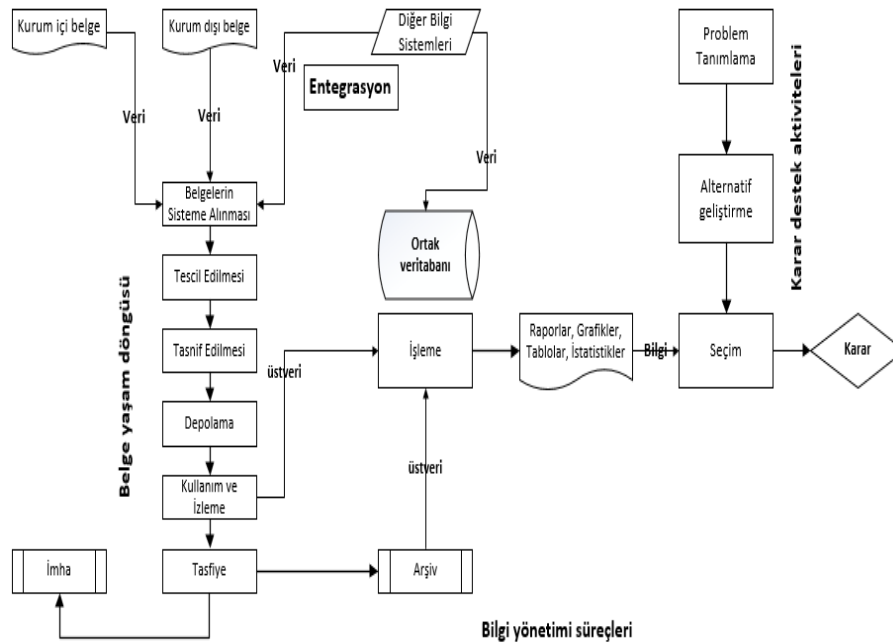 Kurum içi belge
Kurum dışı belge
Diğer Bilgi
Sistemleri
Problem
Tanımlama
Veri
Entegrasyon
Veri
Veri
Veri
Belgelerin
Sisteme Alınması
Alternatif
geliştirme
Karar destek aktiviteleri
Ortak
veritabanı
Tescil Edilmesi
Tasnif Edilmesi
Belge yaşam döngüsü
üstveri
İşleme
Raporlar, Grafikler,
Tablolar, İstatistikler
Bilgi
Seçim
Karar
Depolama
Kullanım ve
İzleme
üstveri
İmha
Tasfiye
Arşiv
Bilgi yönetimi süreçleri